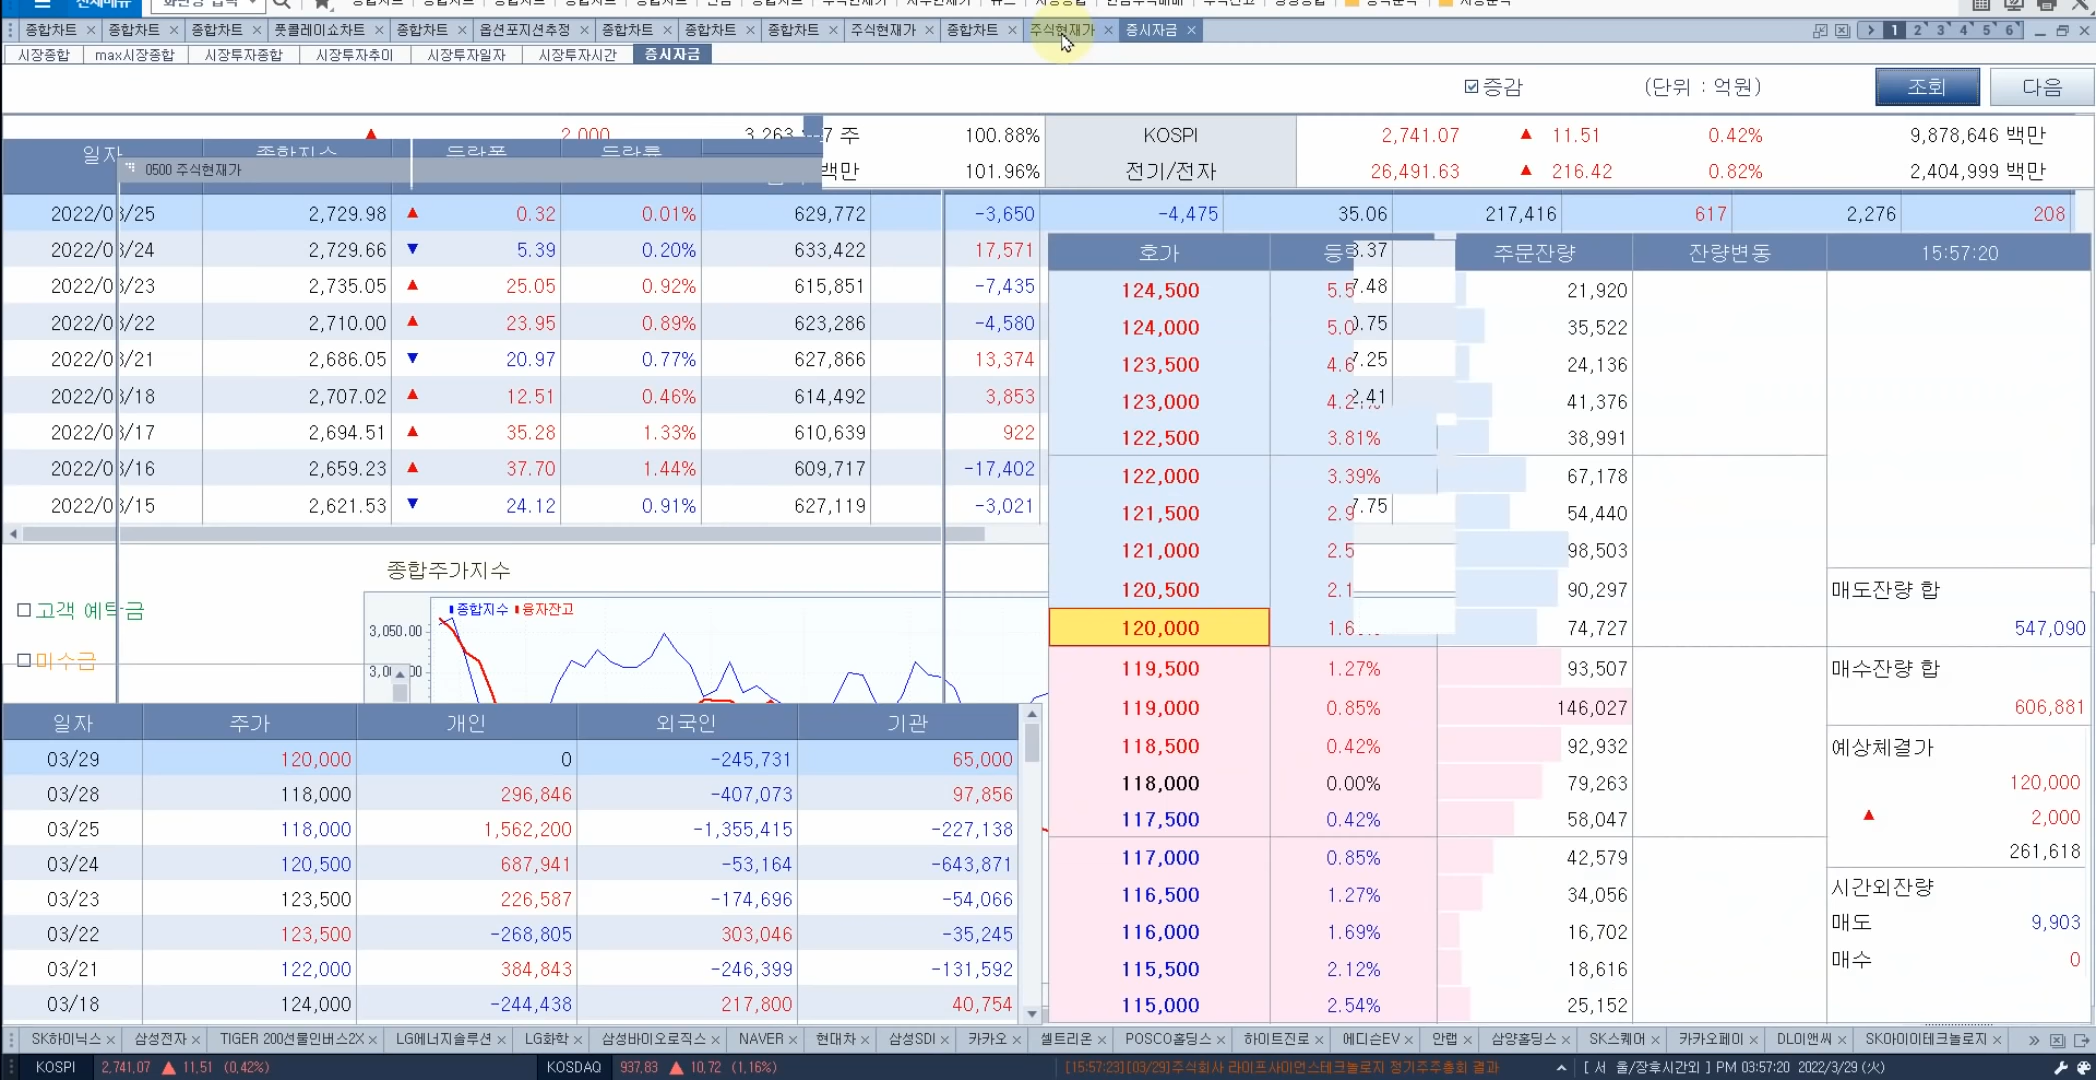 전체메뉴
종합차트 × 종합차트 × 종합차트 × 풋콜레이쇼차트 × 종합차트 × 옵션포지션추정 × 종합차트 × 종합차트 × 종합차트 × 주식현재가 × 종합차트 × 주식현재가 × 증시자금 × 1 2 3 4 5 6
시장종합 max시장종합 시장투자종합 시장투자추이 시장투자일자 시장투자시간 증시자금
증감 (단위 : 억원) 조회 다음
▲ 2,000 7 주 100.88% KOSPI 2,741.07 ▲ 11.51 0.42% 9,878,646 백만
백만 101.96% 전기/전자 26,491.63 ▲ 216.42 0.82% 2,404,999 백만
일자 종합지수 등락폭 등락률
0500 주식현재가
2022/03/25 2,729.98 ▲ 0.32 0.01% 629,772 -3,650 -4,475 35.06 217,416 617 2,276 208
2022/03/24 2,729.66 ▼ 5.39 0.20% 633,422 17,571
2022/03/23 2,735.05 ▲ 25.05 0.92% 615,851 -7,435
2022/03/22 2,710.00 ▲ 23.95 0.89% 623,286 -4,580
2022/03/21 2,686.05 ▼ 20.97 0.77% 627,866 13,374
2022/03/18 2,707.02 ▲ 12.51 0.46% 614,492 3,853
2022/03/17 2,694.51 ▲ 35.28 1.33% 610,639 922
2022/03/16 2,659.23 ▲ 37.70 1.44% 609,717 -17,402
2022/03/15 2,621.53 ▼ 24.12 0.91% 627,119 -3,021
종합주가지수
고객 예탁금
미수금
종합지수 융자잔고
3,050.00
일자 주가 개인 외국인 기관
03/29 120,000 0 -245,731 65,000
03/28 118,000 296,846 -407,073 97,856
03/25 118,000 1,562,200 -1,355,415 -227,138
03/24 120,500 687,941 -53,164 -643,871
03/23 123,500 226,587 -174,696 -54,066
03/22 123,500 -268,805 303,046 -35,245
03/21 122,000 384,843 -246,399 -131,592
03/18 124,000 -244,438 217,800 40,754
호가 주문잔량 잔량변동 15:57:20
124,500 21,920
124,000 35,522
123,500 24,136
123,000 41,376
122,500 3.81% 38,991
122,000 3.39% 67,178
121,500 54,440
121,000 98,503
120,500 90,297
120,000 74,727
119,500 1.27% 93,507
119,000 0.85% 146,027
118,500 0.42% 92,932
118,000 0.00% 79,263
117,500 0.42% 58,047
117,000 0.85% 42,579
116,500 1.27% 34,056
116,000 1.69% 16,702
115,500 2.12% 18,616
115,000 2.54% 25,152
매도잔량 합
547,090
매수잔량 합
606,881
예상체결가
120,000
▲ 2,000
261,618
시간외잔량
매도 9,903
매수 0
SK하이닉스 × 삼성전자 × TIGER 200선물인버스2X × LG에너지솔루션 × LG화학 × 삼성바이오로직스 × NAVER × 현대차 × 삼성SDI × 카카오 × 셀트리온 × POSCO홀딩스 × 하이트진로 × 에디슨EV × 안랩 × 삼양홀딩스 × SK스퀘어 × 카카오페이 × DL이앤씨 × SK아이이테크놀로지 ×
KOSPI 2,741.07 ▲ 11.51 (0.42%) KOSDAQ 937.83 ▲ 10.72 (1.16%) [15:57:23][03/29]주식회사 라이프사이언스테크놀로지 정기주주총회 결과 [ 서 울/장후시간외 ] PM 03:57:20 2022/3/29 (火)